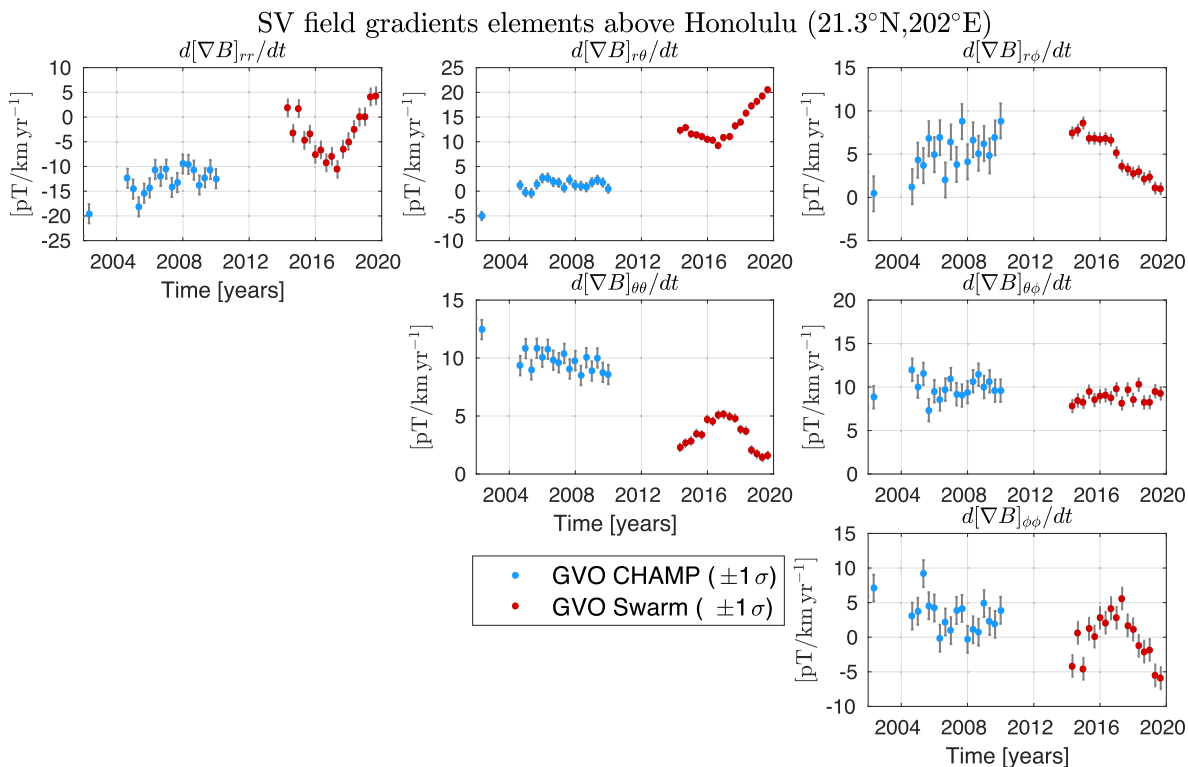 SV field gradients elements above Honolulu (21.3°N,202°E)
d[∇B]rr/dt
[pT/km yr⁻¹]
10
5
0
-5
-10
-15
-20
-25
2004 2008 2012 2016 2020
Time [years]
d[∇B]rθ/dt
[pT/km yr⁻¹]
25
20
15
10
5
0
-5
-10
2004 2008 2012 2016 2020
d[∇B]rϕ/dt
[pT/km yr⁻¹]
15
10
5
0
-5
2004 2008 2012 2016 2020
d[∇B]θθ/dt
[pT/km yr⁻¹]
15
10
5
0
2004 2008 2012 2016 2020
Time [years]
d[∇B]θϕ/dt
[pT/km yr⁻¹]
20
15
10
5
0
2004 2008 2012 2016 2020
GVO CHAMP (±1σ)
GVO Swarm ( ±1σ)
d[∇B]ϕϕ/dt
[pT/km yr⁻¹]
15
10
5
0
-5
-10
2004 2008 2012 2016 2020
Time [years]